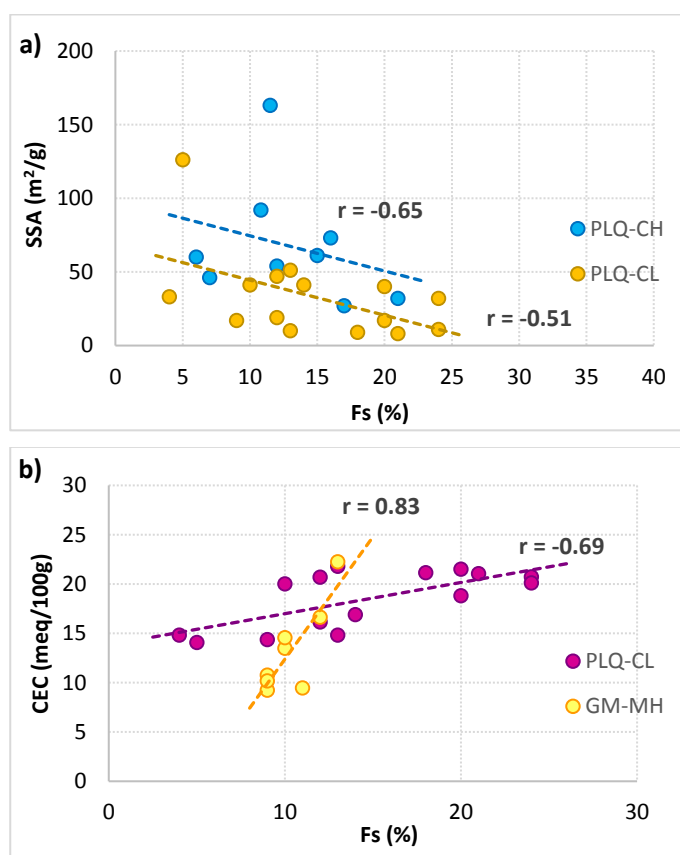 a)
200
150
100
50
0
SSA (m²/g)
r = -0.65
r = -0.51
PLQ-CH
PLQ-CL
0 5 10 15 20 25 30 35 40
Fs (%)
b)
30
25
20
15
10
5
0
CEC (meq/100g)
r = 0.83
r = -0.69
PLQ-CL
GM-MH
0 10 20 30
Fs (%)